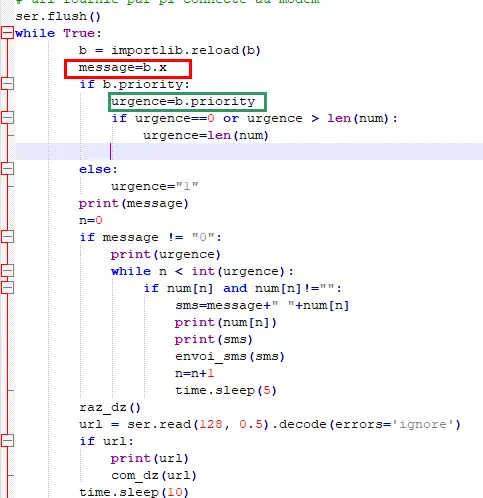 # url fournie par pi connecté au modem
ser.flush()
while True:
        b = importlib.reload(b)
        message=b.x
        if b.priority:
            urgence=b.priority
            if urgence==0 or urgence > len(num):
                urgence=len(num)
        else:
            urgence="1"
        print(message)
        n=0
        if message != "0":
            print(urgence)
            while n < int(urgence):
                if num[n] and num[n]!="":
                    sms=message+" "+num[n]
                    print(num[n])
                    print(sms)
                    envoi_sms(sms)
                    n=n+1
                    time.sleep(5)
        raz_dz()
        url = ser.read(128, 0.5).decode(errors='ignore')
        if url:
            print(url)
            com_dz(url)
        time.sleep(10)